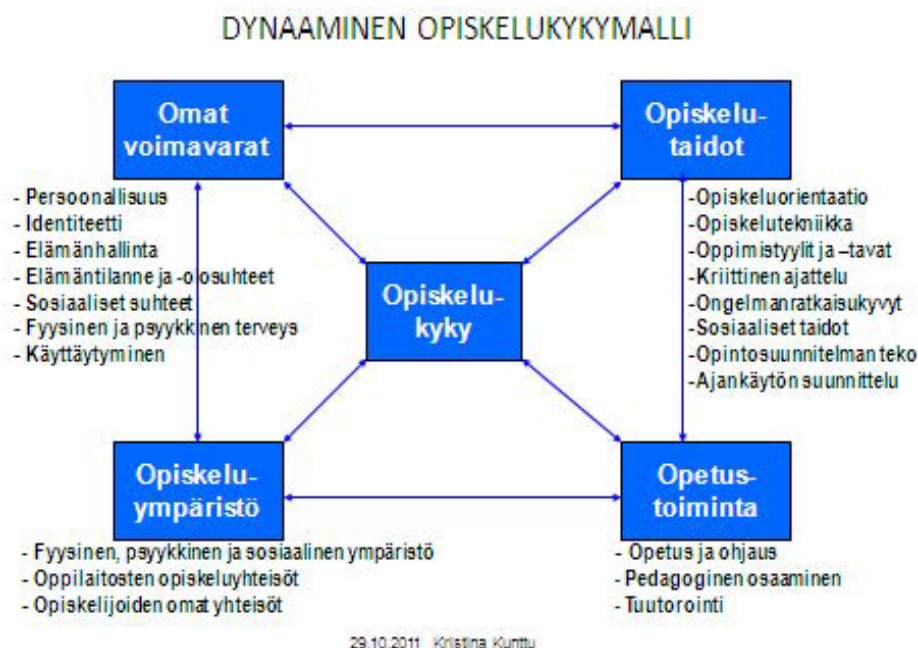 DYNAAMINEN OPISKELUKYKYMALLI
Omat
voimavarat
- Persoonallisuus
- Identiteetti
- Elämänhallinta
- Elämäntilanne ja -olosuhteet
- Sosiaaliset suhteet
- Fyysinen ja psyykkinen terveys
- Käyttäytyminen
Opiskelu-
taidot
-Opiskeluorientaatio
-Opiskelutekniikka
-Oppimistyylit ja –tavat
-Kriittinen ajattelu
-Ongelmanratkaisukyvyt
-Sosiaaliset taidot
-Opintosuunnitelman teko
-Ajankäytön suunnittelu
Opiskelu-
kyky
Opiskelu-
ympäristö
- Fyysinen, psyykkinen ja sosiaalinen ympäristö
- Oppilaitosten opiskeluyhteisöt
- Opiskelijoiden omat yhteisöt
Opetus-
toiminta
- Opetus ja ohjaus
- Pedagoginen osaaminen
- Tuutorointi
29.10.2011 Kristina Kunttu